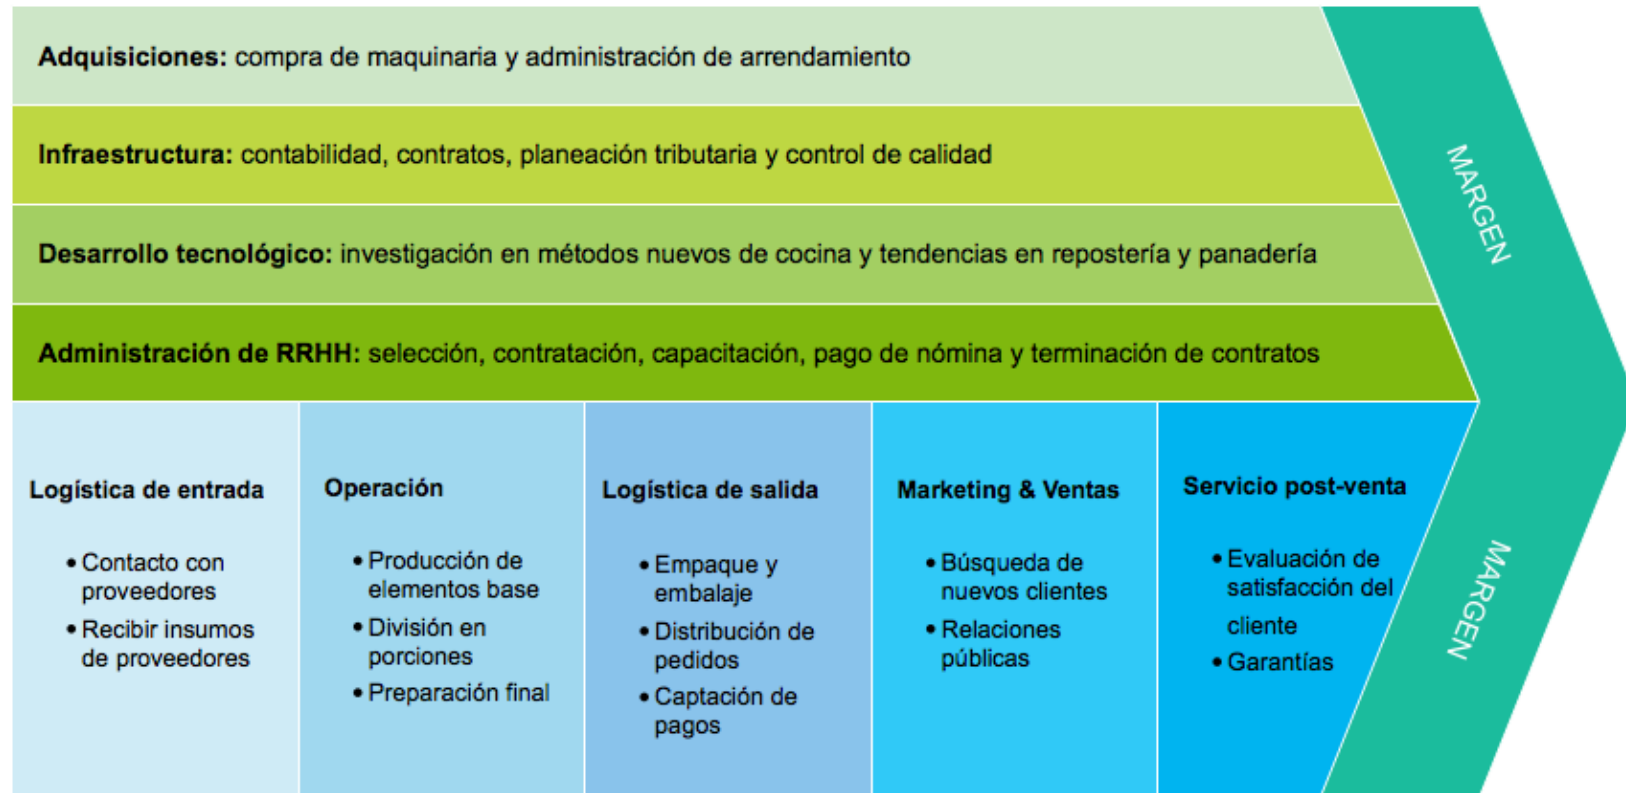 Adquisiciones: compra de maquinaria y administración de arrendamiento
Infraestructura: contabilidad, contratos, planeación tributaria y control de calidad
Desarrollo tecnológico: investigación en métodos nuevos de cocina y tendencias en repostería y panadería
Administración de RRHH: selección, contratación, capacitación, pago de nómina y terminación de contratos
MARGEN
Logística de entrada
• Contacto con
proveedores
• Recibir insumos
de proveedores
Operación
• Producción de
elementos base
• División en
porciones
• Preparación final
Logística de salida
• Empaque y
embalaje
• Distribución de
pedidos
• Captación de
pagos
Marketing & Ventas
• Búsqueda de
nuevos clientes
• Relaciones
públicas
Servicio post-venta
• Evaluación de
satisfacción del
cliente
• Garantías
MARGEN